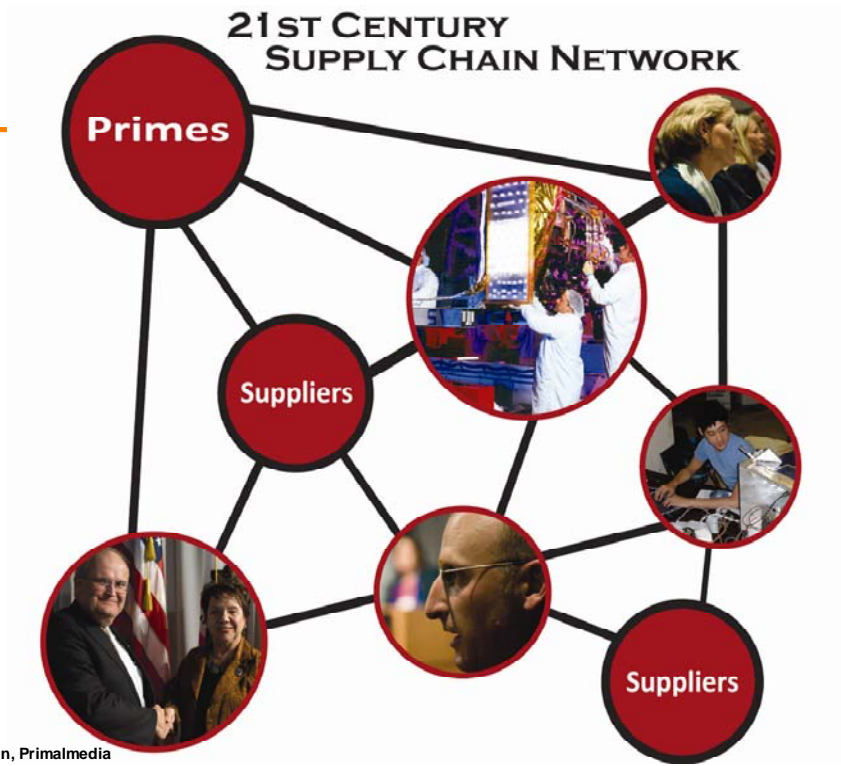 21ST CENTURY
SUPPLY CHAIN NETWORK
Primes
Suppliers
Suppliers
n, Primalmedia